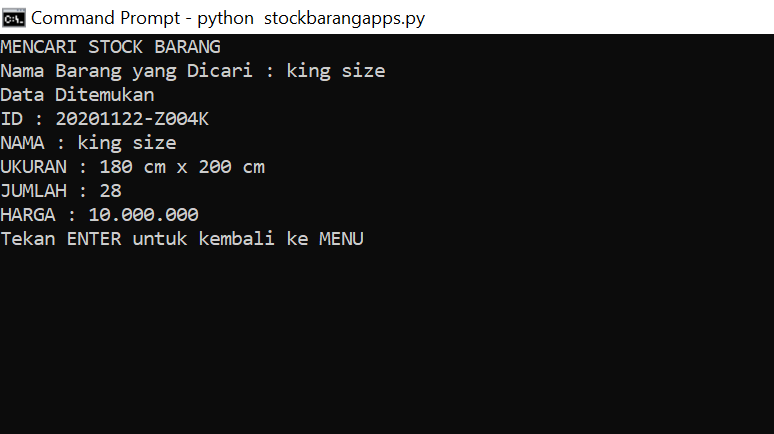 Command Prompt - python stockbarangapps.py
MENCARI STOCK BARANG
Nama Barang yang Dicari : king size
Data Ditemukan
ID : 20201122-Z004K
NAMA : king size
UKURAN : 180 cm x 200 cm
JUMLAH : 28
HARGA : 10.000.000
Tekan ENTER untuk kembali ke MENU